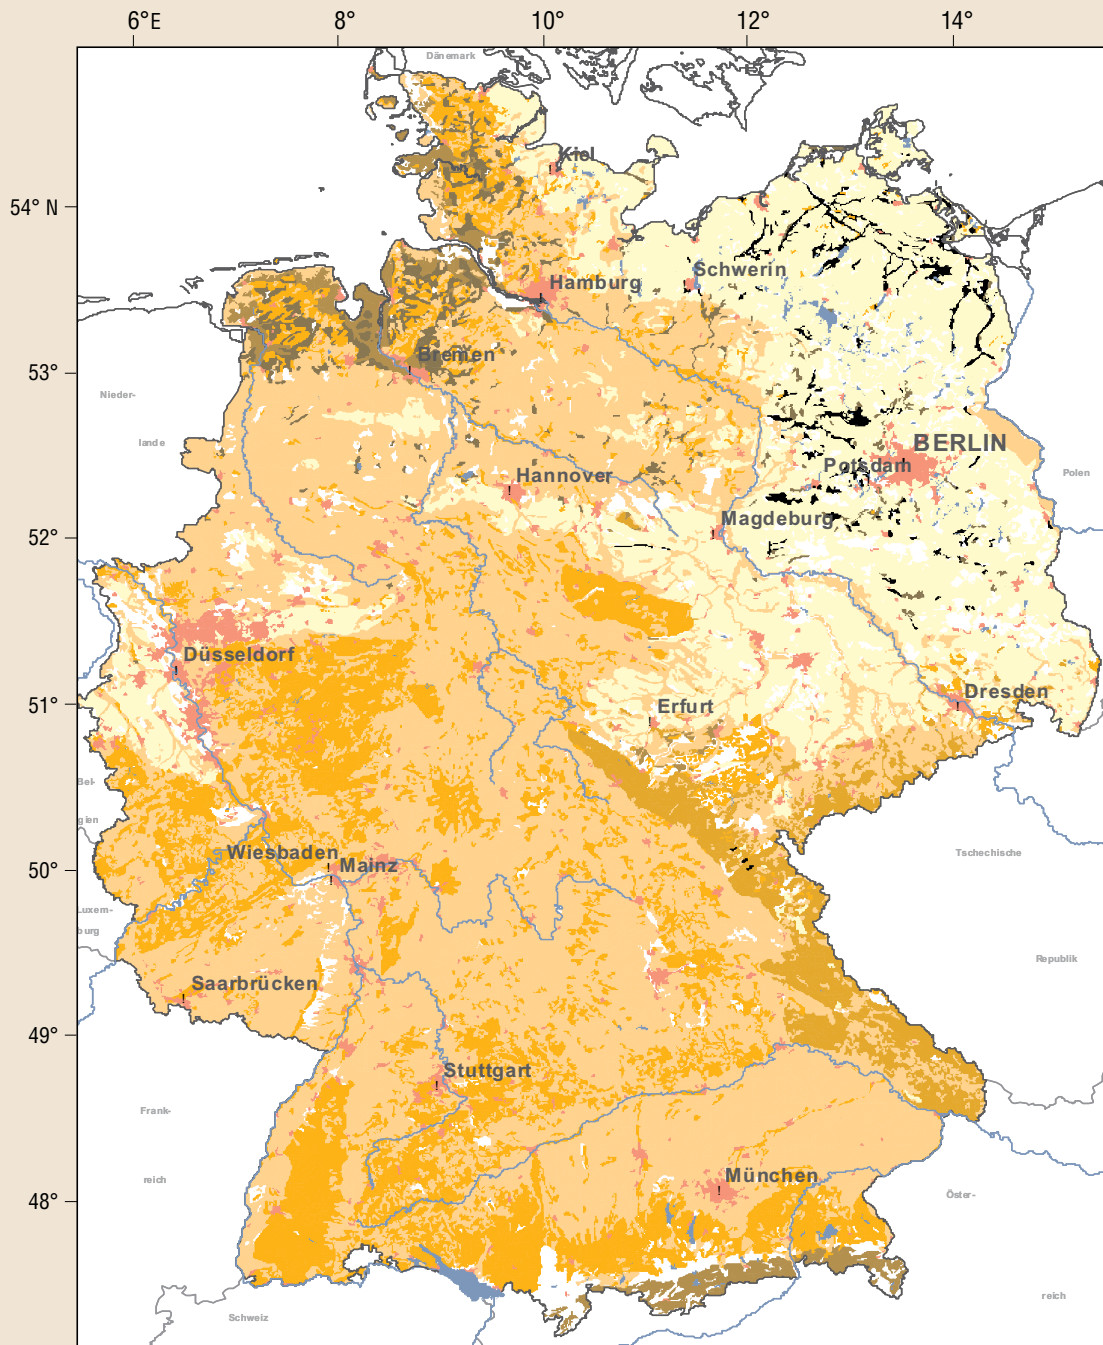 6°E 8° 10° 12° 14°
Dänemark
Kiel
54° N
Schwerin
Hamburg
Bremen
53°
Nieder-
lande
BERLIN
Potsdam
Hannover
Polen
Magdeburg
52°
Düsseldorf
Dresden
51°
Erfurt
Bel-
gien
Wiesbaden
Mainz
50°
Tschechische
Luxem-
burg
Republik
Saarbrücken
49°
Stuttgart
Frank-
reich
München
Öster-
48°
reich
Schweiz